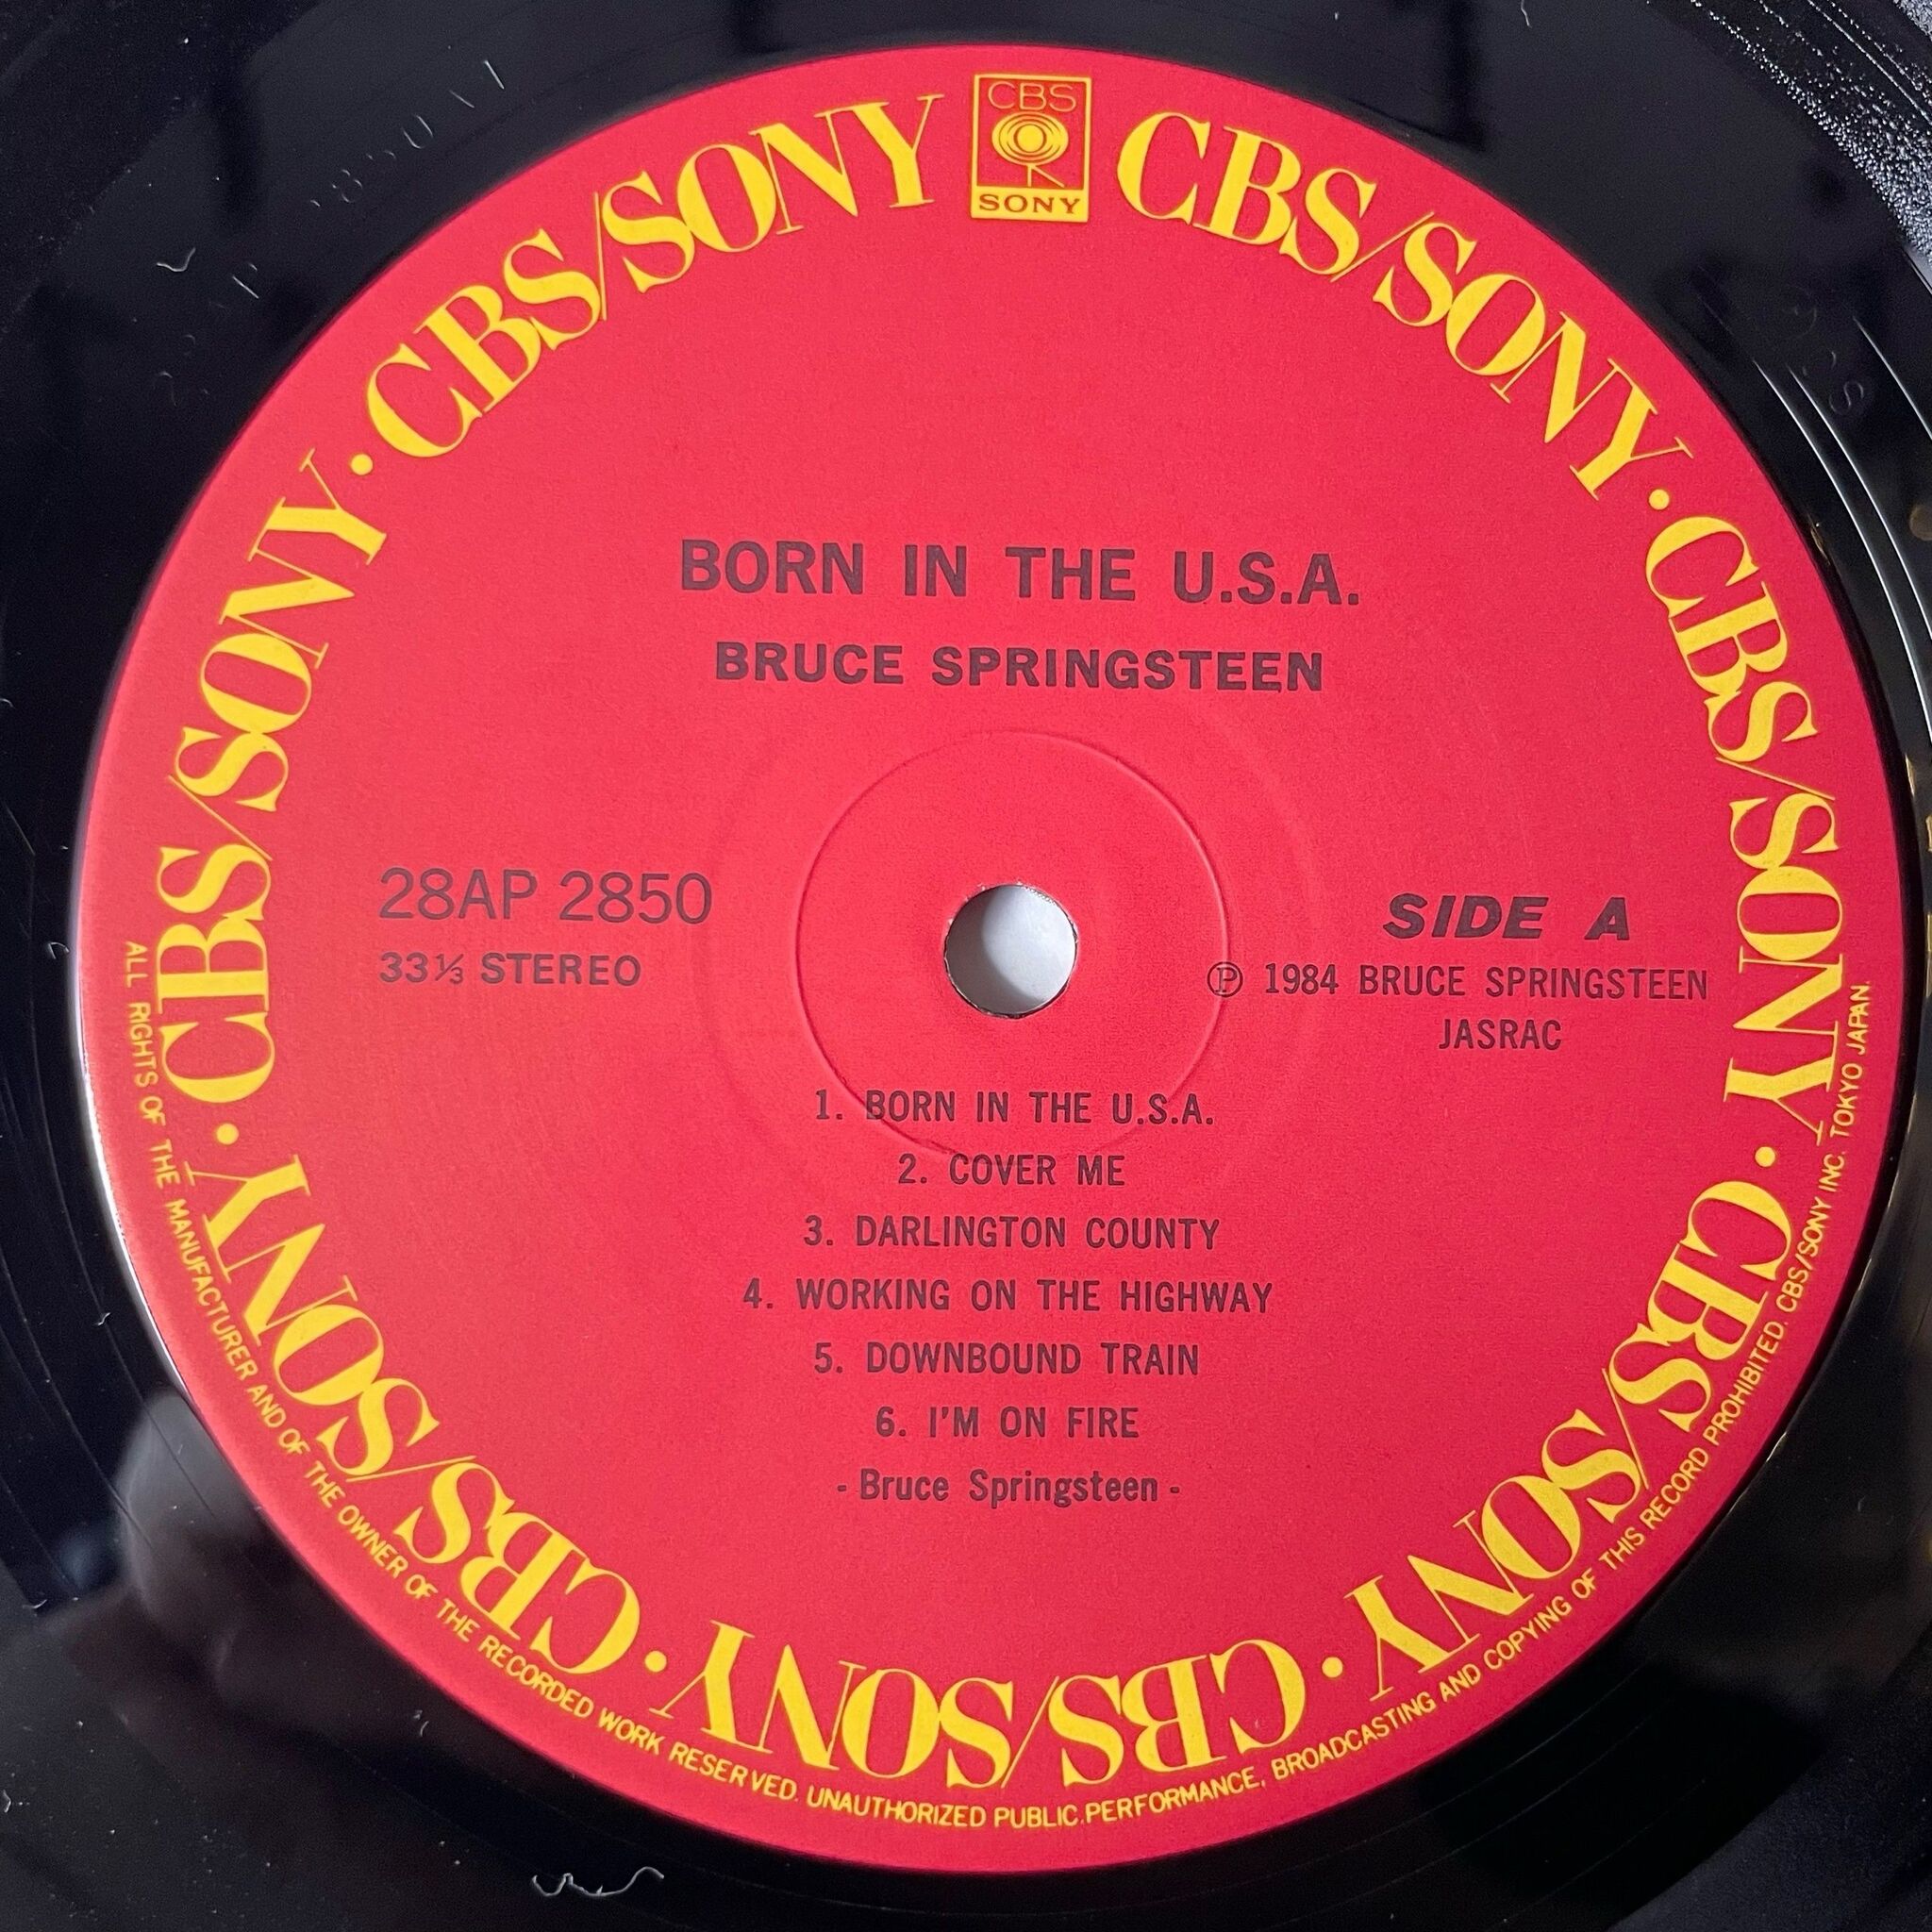 CBS
SONY
CBS/SONY · CBS/SONY · CBS/SONY · CBS/SONY · CBS/SONY · CBS/SONY · CBS/SONY
BORN IN THE U.S.A.
BRUCE SPRINGSTEEN
28AP 2850
33⅓ STEREO
SIDE A
Ⓟ 1984 BRUCE SPRINGSTEEN
JASRAC
1. BORN IN THE U.S.A.
2. COVER ME
3. DARLINGTON COUNTY
4. WORKING ON THE HIGHWAY
5. DOWNBOUND TRAIN
6. I'M ON FIRE
- Bruce Springsteen -
ALL RIGHTS OF THE MANUFACTURER AND OF THE OWNER OF THE RECORDED WORK RESERVED. UNAUTHORIZED PUBLIC PERFORMANCE, BROADCASTING AND COPYING OF THIS RECORD PROHIBITED. CBS/SONY INC. TOKYO JAPAN.